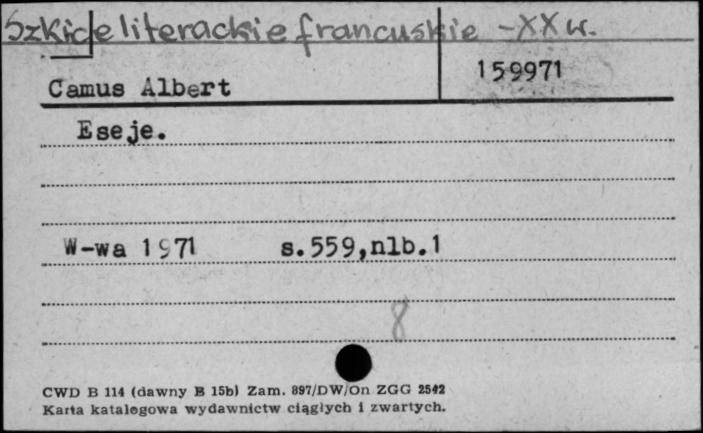 Szkice literackie francuskie - XX w.
159971
Camus Albert
Eseje.
W-wa 1971 s.559,nlb.1
8
CWD B 114 (dawny B 15b) Zam. 897/DW/On ZGG 2542
Karta katalogowa wydawnictw ciągłych i zwartych.